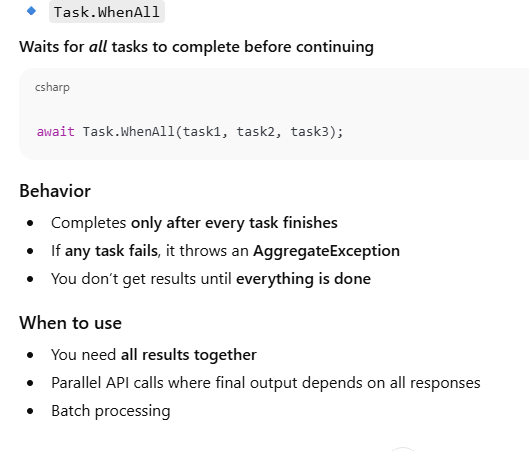 Task.WhenAll
Waits for all tasks to complete before continuing
csharp
await Task.WhenAll(task1, task2, task3);
Behavior
Completes only after every task finishes
If any task fails, it throws an AggregateException
You don't get results until everything is done
When to use
You need all results together
Parallel API calls where final output depends on all responses
Batch processing